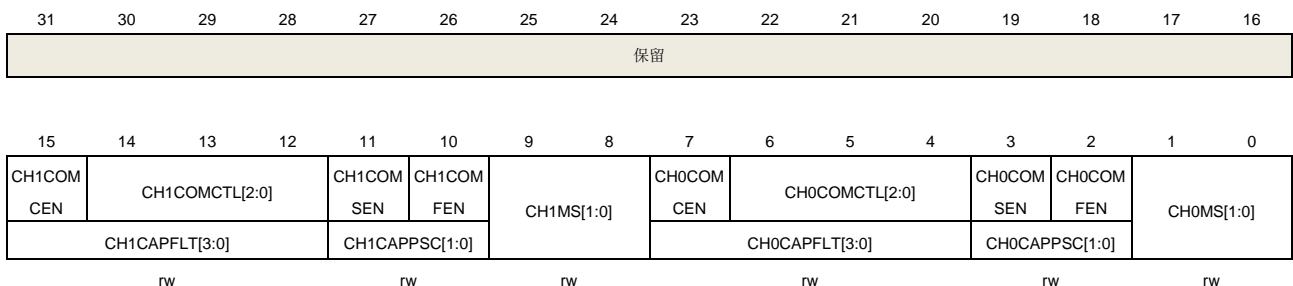 31 30 29 28 27 26 25 24 23 22 21 20 19 18 17 16
保留
15 14 13 12 11 10 9 8 7 6 5 4 3 2 1 0
CH1COM CEN
CH1COMCTL[2:0]
CH1COM SEN
CH1COM FEN
CH1MS[1:0]
CH0COM CEN
CH0COMCTL[2:0]
CH0COM SEN
CH0COM FEN
CH0MS[1:0]
CH1CAPFLT[3:0] CH1CAPPSC[1:0] CH0CAPFLT[3:0] CH0CAPPSC[1:0]
rw rw rw rw rw rw